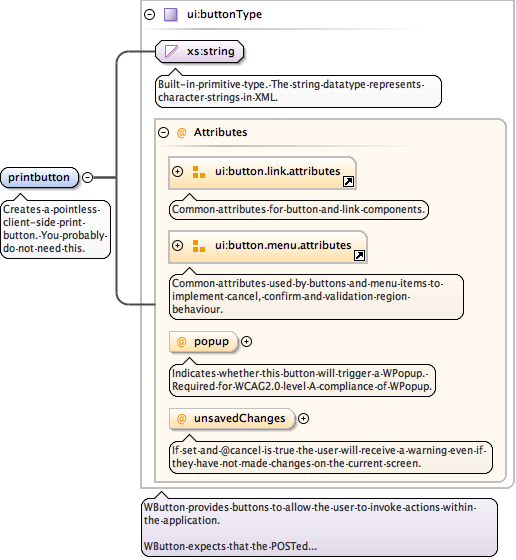 ui:buttonType
xs:string
Built-in primitive type. The string datatype represents
character strings in XML.
@ Attributes
ui:button.link.attributes
Common attributes for button and link components.
printbutton
Creates a pointless
client-side print
button. You probably
do not need this.
ui:button.menu.attributes
Common attributes used by buttons and menu items to
implement cancel, confirm and validation region
behaviour.
@ popup
Indicates whether this button will trigger a WPopup.
Required for WCAG2.0 level A compliance of WPopup.
@ unsavedChanges
If set and @cancel is true the user will receive a warning even if
they have not made changes on the current screen.
WButton provides buttons to allow the user to invoke actions within
the application.
WButton expects that the POSTed...